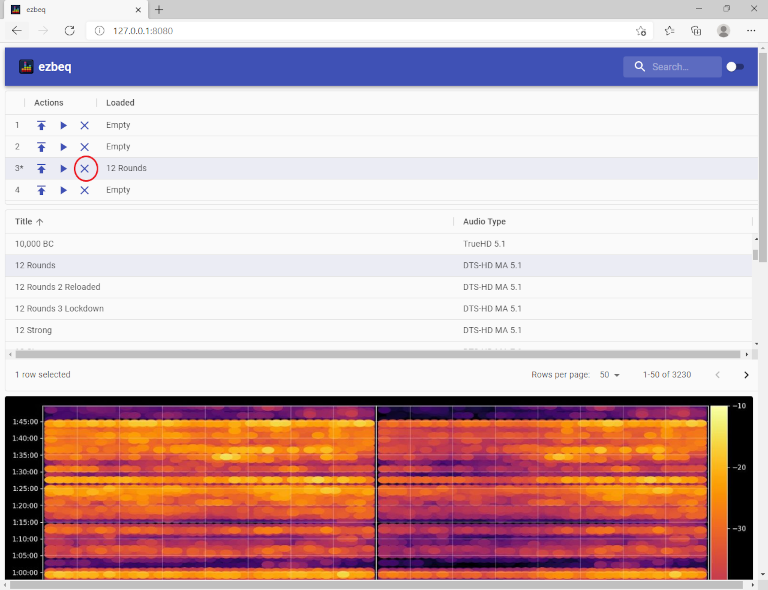 ezbeq
127.0.0.1:8080
ezbeq
Search...
Actions Loaded
1 Empty
2 Empty
3* 12 Rounds
4 Empty
Title Audio Type
10,000 BC TrueHD 5.1
12 Rounds DTS-HD MA 5.1
12 Rounds 2 Reloaded DTS-HD MA 5.1
12 Rounds 3 Lockdown DTS-HD MA 5.1
12 Strong DTS-HD MA 5.1
1 row selected Rows per page: 50 1-50 of 3230
1:45:00
1:40:00
1:35:00
1:30:00
1:25:00
1:20:00
1:15:00
1:10:00
1:05:00
1:00:00
−10
−20
−30